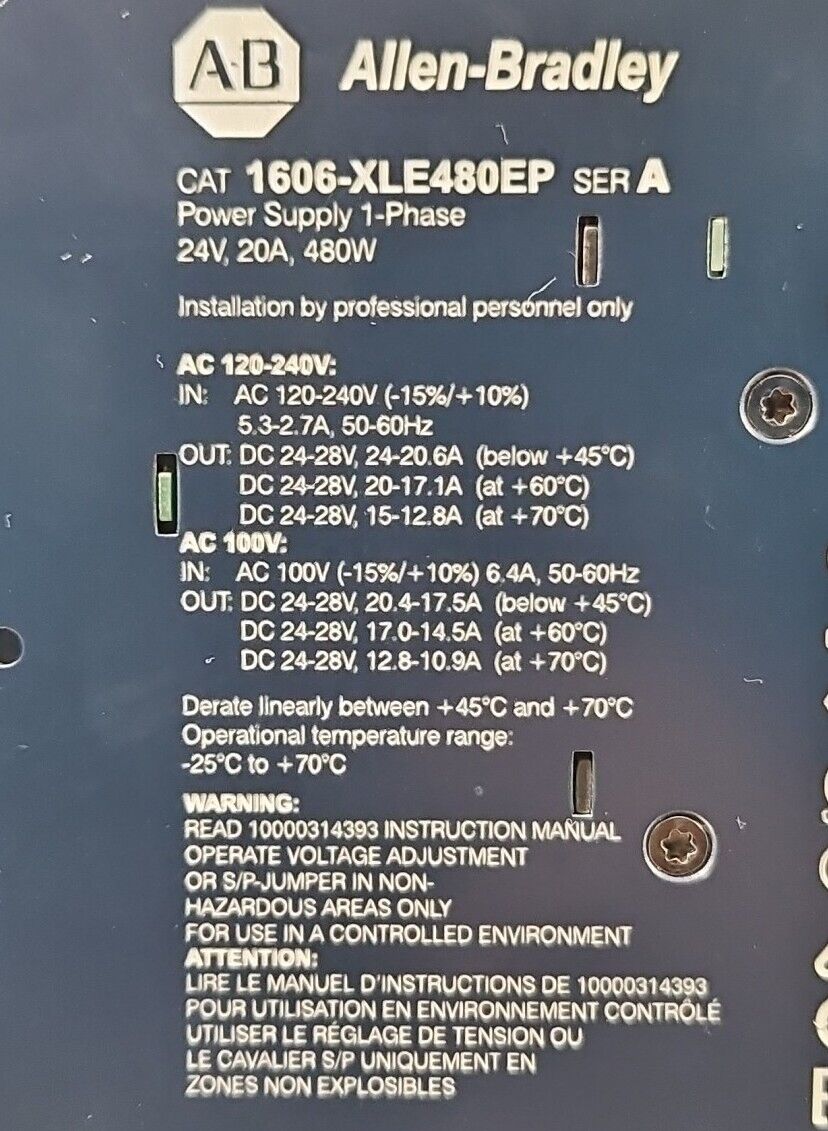 AB Allen-Bradley
CAT 1606-XLE480EP SER A
Power Supply 1-Phase
24V, 20A, 480W
Installation by professional personnel only
AC 120-240V:
IN: AC 120-240V (-15%/+10%)
5.3-2.7A, 50-60Hz
OUT: DC 24-28V, 24-20.6A (below +45°C)
DC 24-28V, 20-17.1A (at +60°C)
DC 24-28V, 15-12.8A (at +70°C)
AC 100V:
IN: AC 100V (-15%/+10%) 6.4A, 50-60Hz
OUT: DC 24-28V, 20.4-17.5A (below +45°C)
DC 24-28V, 17.0-14.5A (at +60°C)
DC 24-28V, 12.8-10.9A (at +70°C)
Derate linearly between +45°C and +70°C
Operational temperature range:
-25°C to +70°C
WARNING:
READ 10000314393 INSTRUCTION MANUAL
OPERATE VOLTAGE ADJUSTMENT
OR S/P-JUMPER IN NON-
HAZARDOUS AREAS ONLY
FOR USE IN A CONTROLLED ENVIRONMENT
ATTENTION:
LIRE LE MANUEL D'INSTRUCTIONS DE 10000314393
POUR UTILISATION EN ENVIRONNEMENT CONTRÔLÉ
UTILISER LE RÉGLAGE DE TENSION OU
LE CAVALIER S/P UNIQUEMENT EN
ZONES NON EXPLOSIBLES